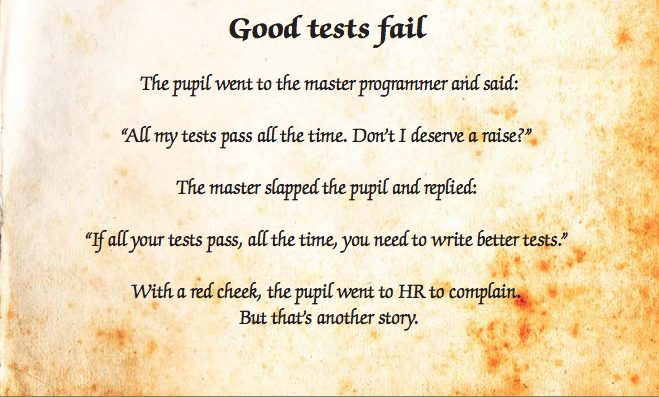 Good tests fail
The pupil went to the master programmer and said:
“All my tests pass all the time. Don’t I deserve a raise?”
The master slapped the pupil and replied:
“If all your tests pass, all the time, you need to write better tests.”
With a red cheek, the pupil went to HR to complain.
But that’s another story.